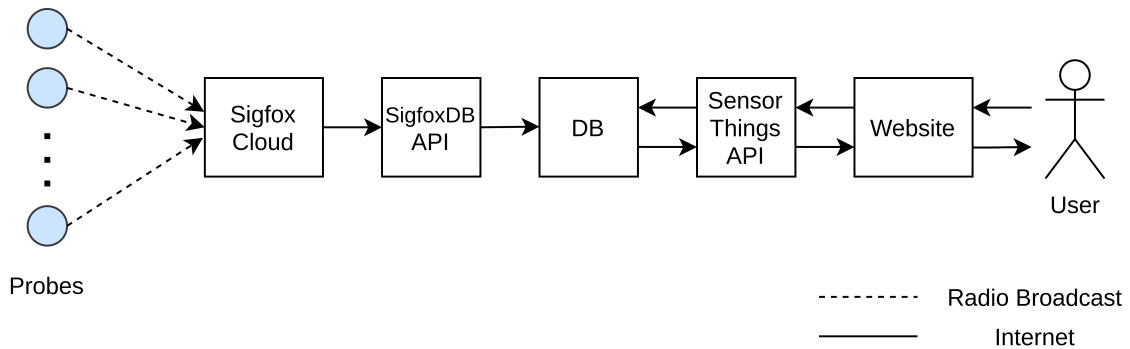 Sigfox
Cloud
SigfoxDB
API
DB
Sensor
Things
API
Website
User
Probes
Radio Broadcast
Internet